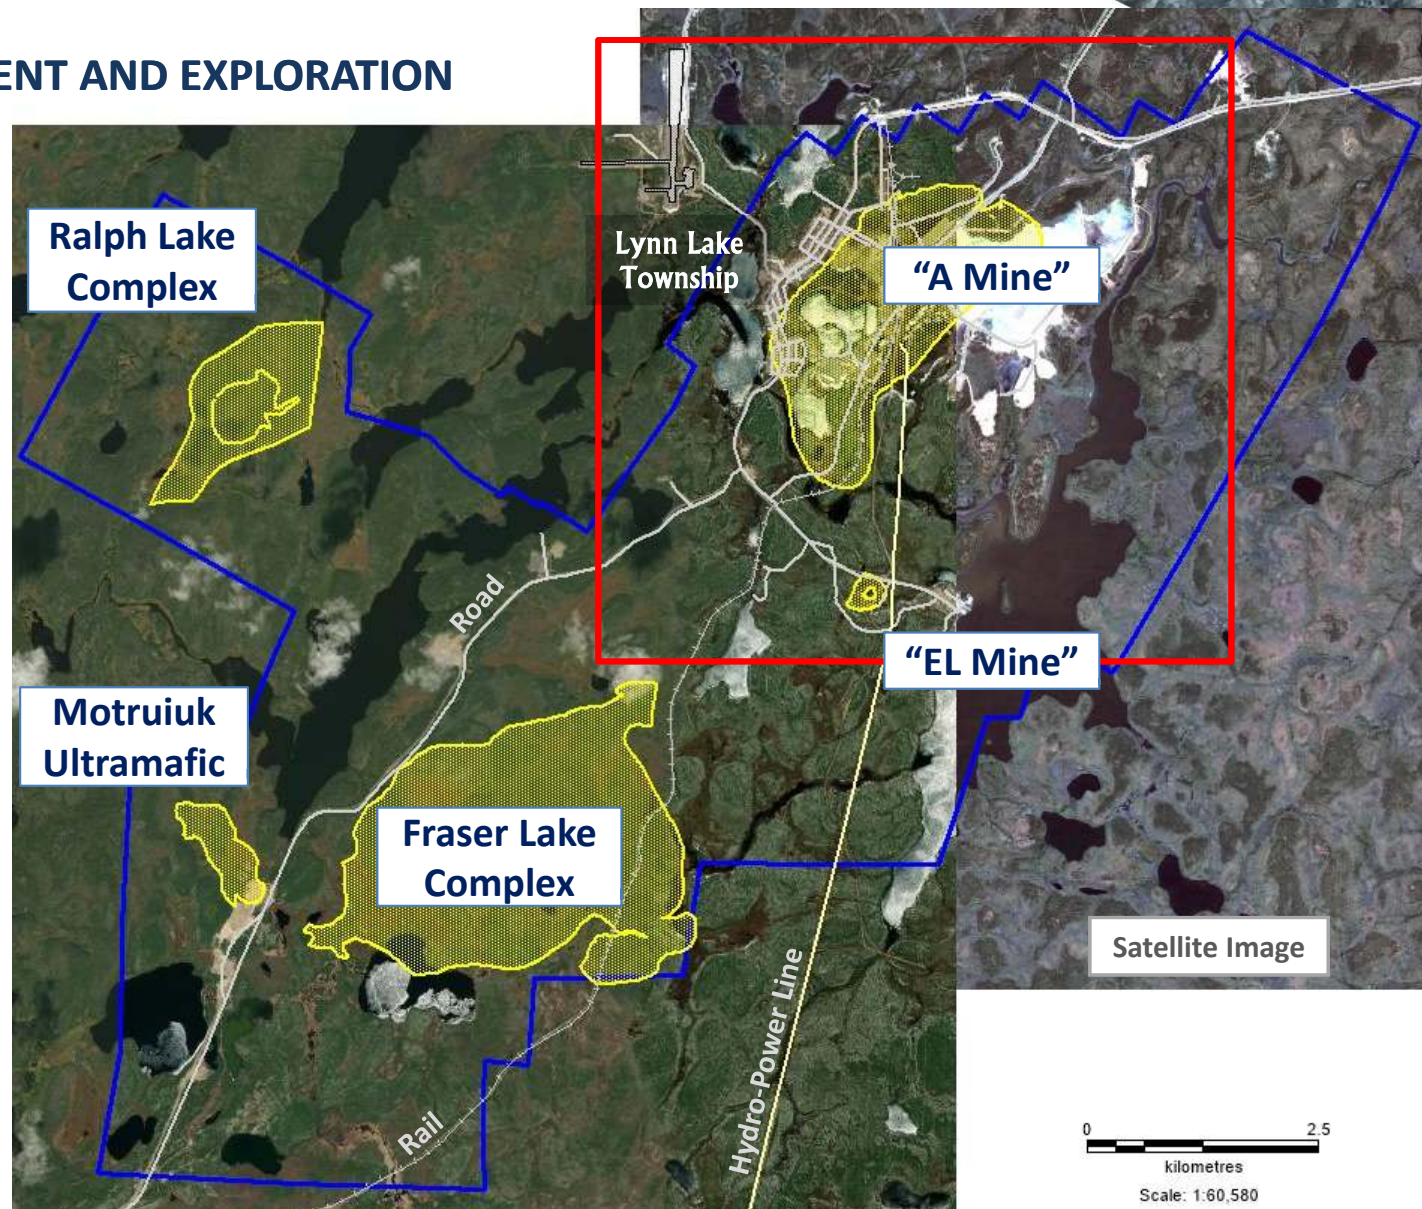 ENT AND EXPLORATION
Ralph Lake
Complex
Lynn Lake
Township
“A Mine”
Road
“EL Mine”
Motruiuk
Ultramafic
Fraser Lake
Complex
Satellite Image
Hydro-Power Line
Rail
0 2.5
kilometres
Scale: 1:60,580